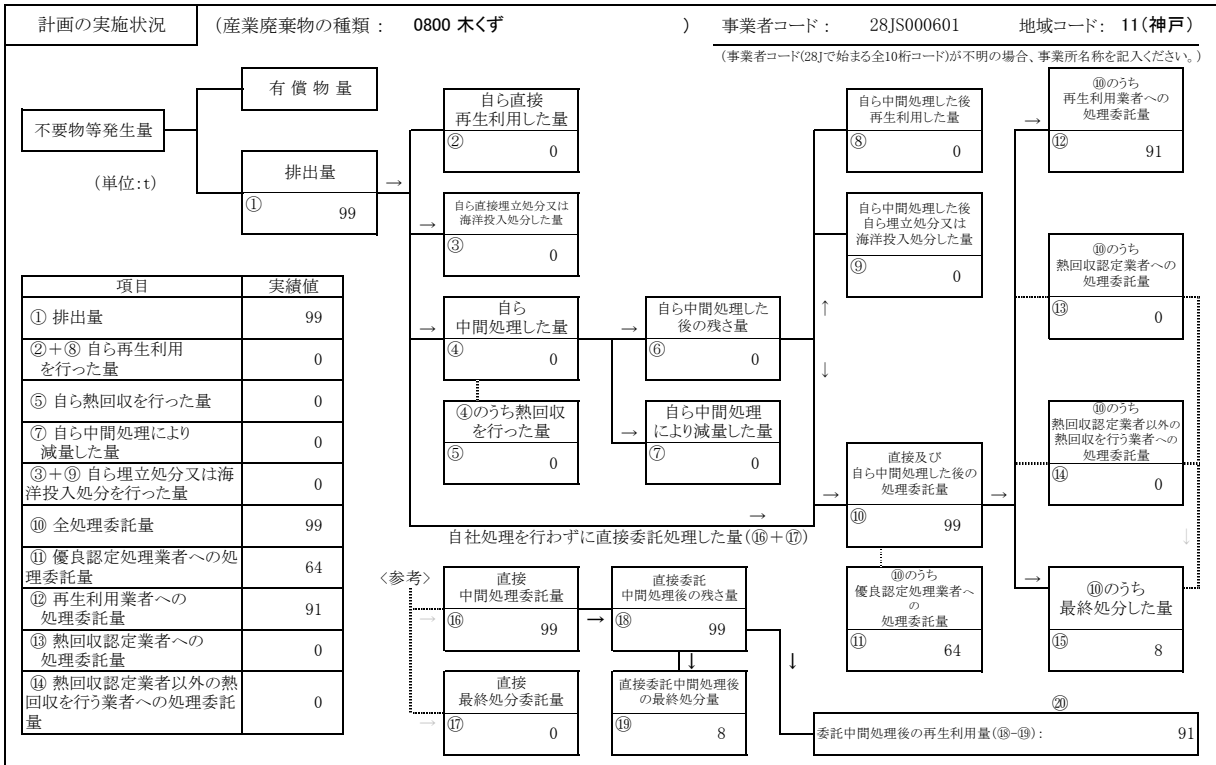 計画の実施状況 (産業廃棄物の種類： 0800 木くず ) 事業者コード： 28JS000601 地域コード: 11(神戸)
(事業者コード(28Jで始まる全10桁コード)が不明の場合、事業所名称を記入ください。)
不要物等発生量
(単位:t)
有償物量
排出量
① 99
→
自ら直接
再生利用した量
② 0
→
自ら直接埋立処分又は
海洋投入処分した量
③ 0
→
自ら
中間処理した量
④ 0
④のうち熱回収
を行った量
⑤ 0
→
自ら中間処理した
後の残さ量
⑥ 0
→
自ら中間処理
により減量した量
⑦ 0
自ら中間処理した後
再生利用した量
⑧ 0
自ら中間処理した後
自ら埋立処分又は
海洋投入処分した量
⑨ 0
↑
↓
→
直接及び
自ら中間処理した後の
処理委託量
⑩ 99
→
⑩のうち
優良認定処理業者へ
の
処理委託量
⑪ 64
→
⑩のうち
再生利用業者への
処理委託量
⑫ 91
⑩のうち
熱回収認定業者への
処理委託量
⑬ 0
⑩のうち
熱回収認定業者以外の
熱回収を行う業者への
処理委託量
⑭ 0
↓
→
⑩のうち
最終処分した量
⑮ 8
項目 実績値
① 排出量 99
②＋⑧ 自ら再生利用
を行った量 0
⑤ 自ら熱回収を行った量 0
⑦ 自ら中間処理により
減量した量 0
③＋⑨ 自ら埋立処分又は海
洋投入処分を行った量 0
⑩ 全処理委託量 99
⑪ 優良認定処理業者への処
理委託量 64
⑫ 再生利用業者への
処理委託量 91
⑬ 熱回収認定業者への
処理委託量 0
⑭ 熱回収認定業者以外の熱
回収を行う業者への処理委託
量 0
→
自社処理を行わずに直接委託処理した量(⑯＋⑰)
〈参考〉
→
直接
中間処理委託量
⑯ 99
→
直接委託
中間処理後の残さ量
⑱ 99
→
直接
最終処分委託量
⑰ 0
↓
直接委託中間処理後
の最終処分量
⑲ 8
↓
⑳
委託中間処理後の再生利用量(⑱-⑲)： 91